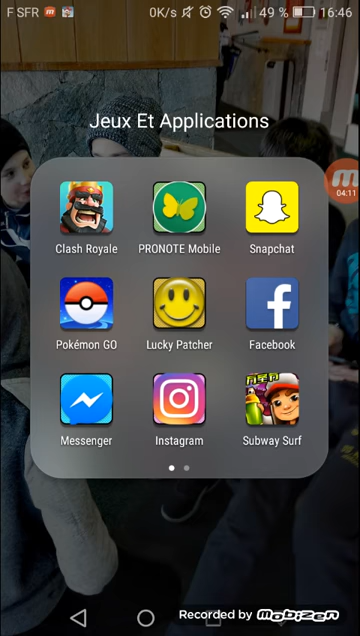 F SFR 0K/s 49 % 16:46
Jeux Et Applications
04:11
Clash Royale PRONOTE Mobile Snapchat
Pokémon GO Lucky Patcher Facebook
Messenger Instagram Subway Surf
Recorded by mobizen